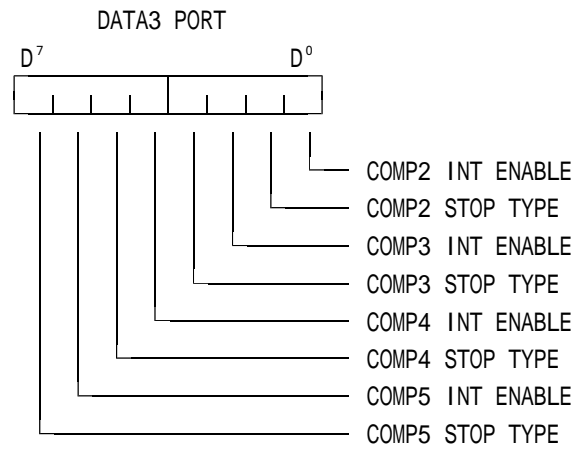 DATA3 PORT
D⁷ D⁰
COMP2 INT ENABLE
COMP2 STOP TYPE
COMP3 INT ENABLE
COMP3 STOP TYPE
COMP4 INT ENABLE
COMP4 STOP TYPE
COMP5 INT ENABLE
COMP5 STOP TYPE